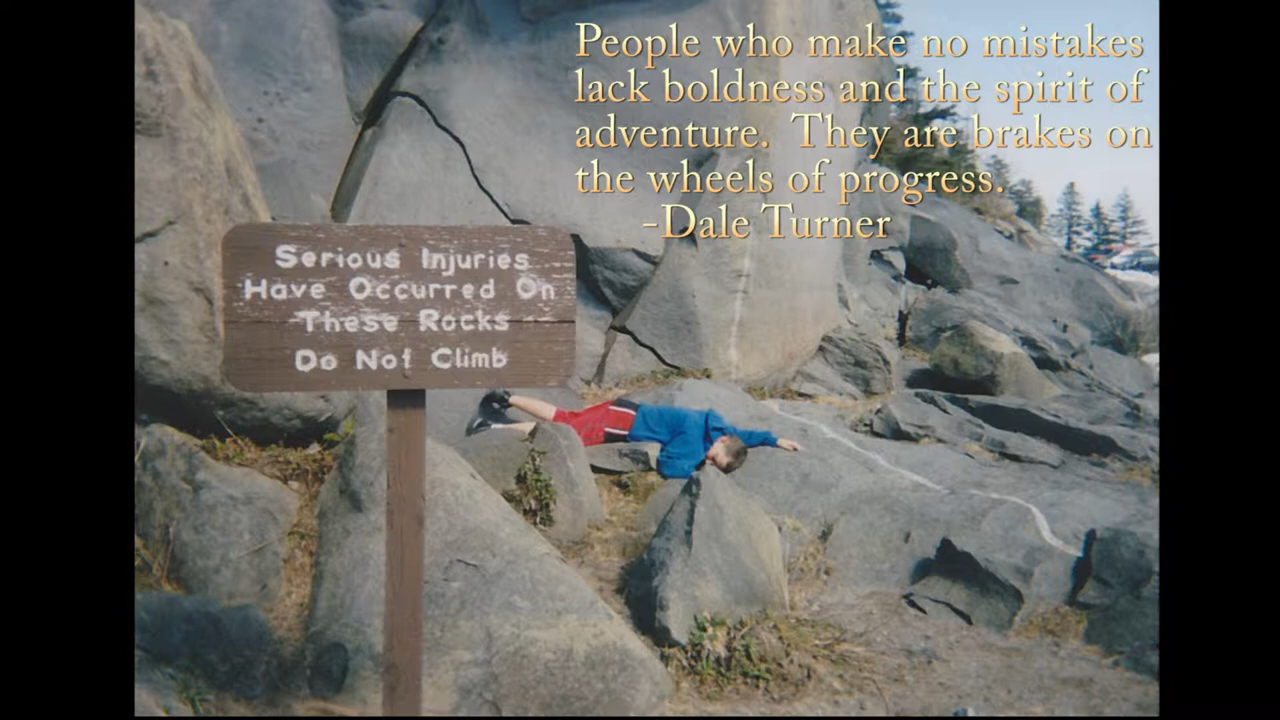 People who make no mistakes
lack boldness and the spirit of
adventure. They are brakes on
the wheels of progress.
-Dale Turner
Serious Injuries
Have Occurred On
These Rocks
Do Not Climb